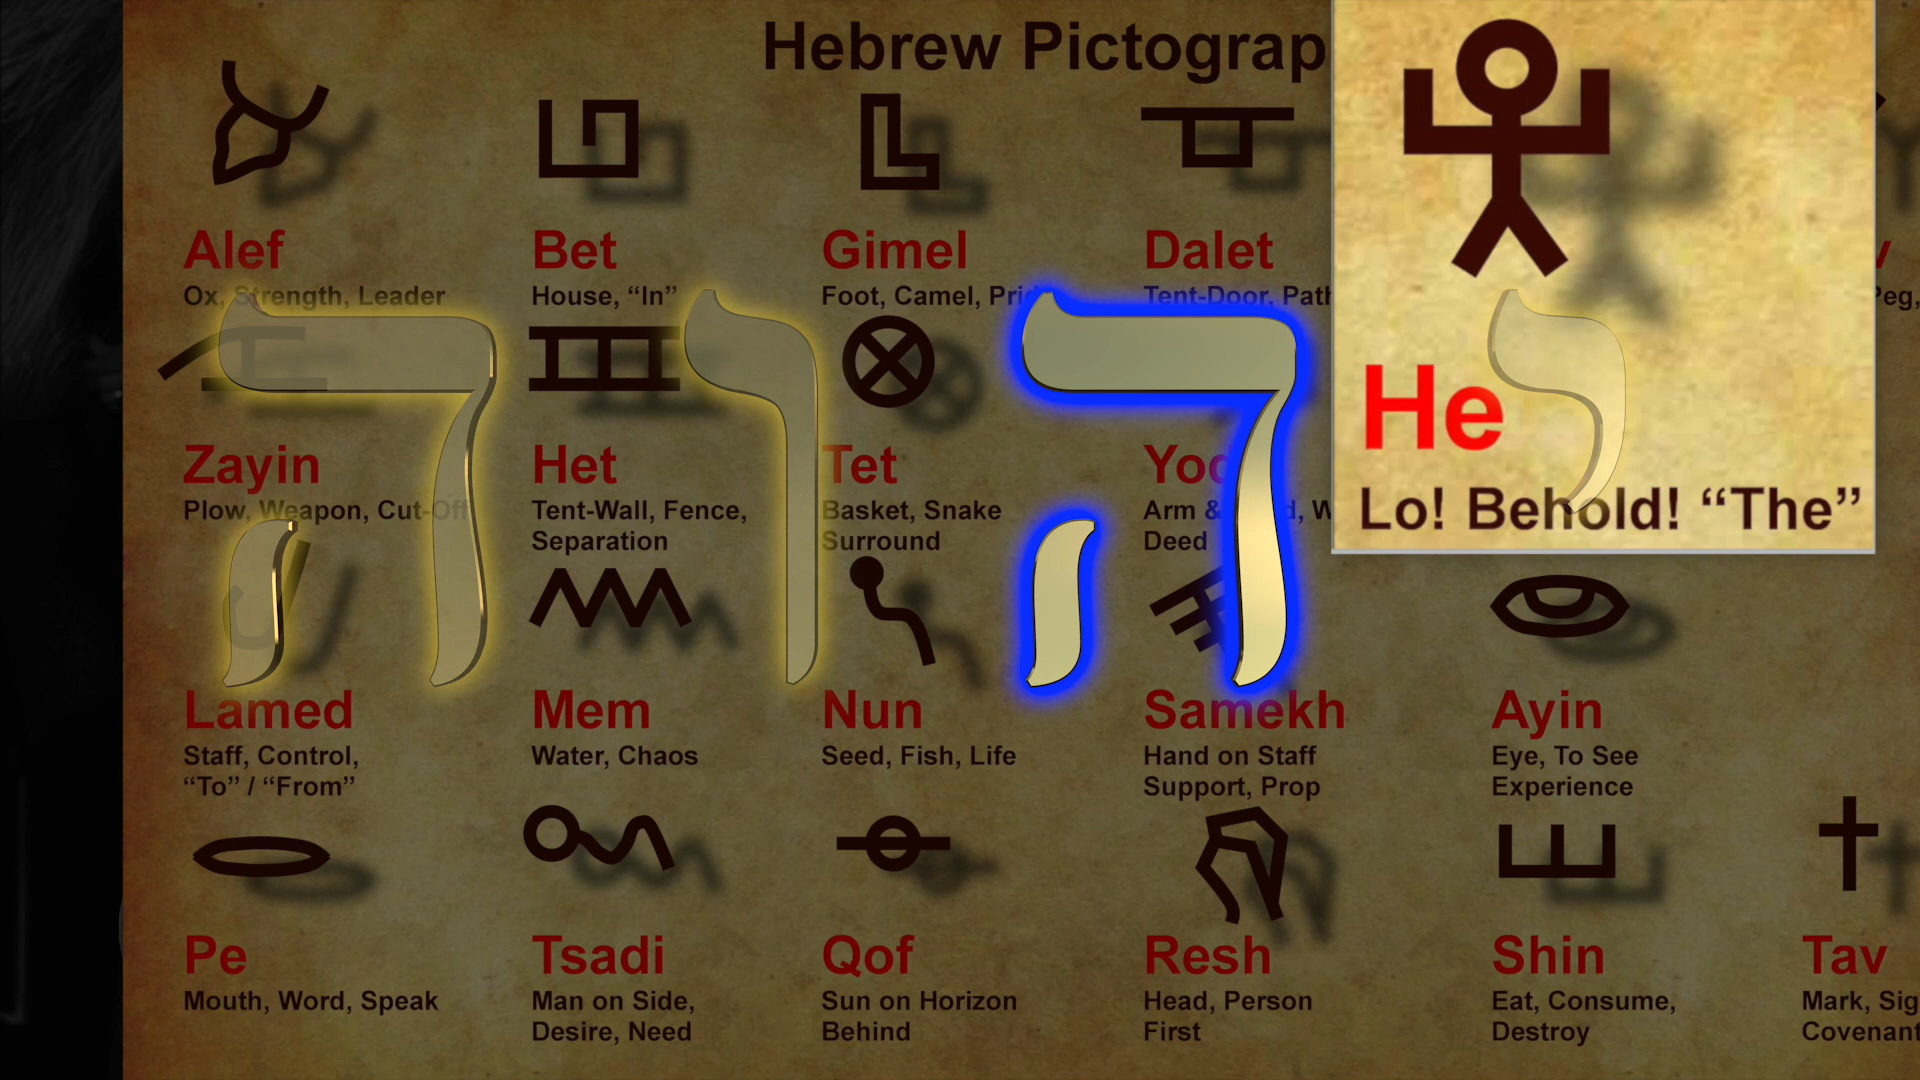 Hebrew Pictograp
Alef
Ox, Strength, Leader
Bet
House, “In”
Gimel
Foot, Camel,
Dalet
Tent-Door,
He
Lo! Behold! “The”
Zayin
Plow, Weapon, Cut-Off
Het
Tent-Wall, Fence,
Separation
Tet
Basket, Snake
Surround
Arm &
Deed
יהוה
Lamed
Staff, Control,
“To” / “From”
Mem
Water, Chaos
Nun
Seed, Fish, Life
Samekh
Hand on Staff
Support, Prop
Ayin
Eye, To See
Experience
Pe
Mouth, Word, Speak
Tsadi
Man on Side,
Desire, Need
Qof
Sun on Horizon
Behind
Resh
Head, Person
First
Shin
Eat, Consume,
Destroy
Tav
Mark, Sig
Covenant